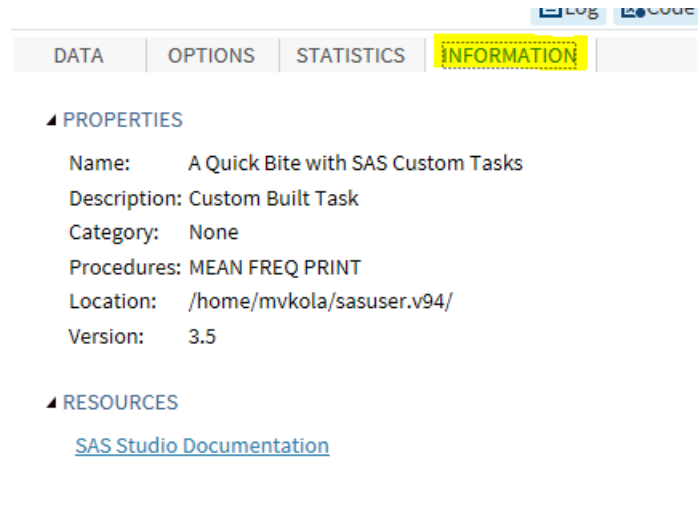 Log Code
DATA OPTIONS STATISTICS INFORMATION
PROPERTIES
Name: A Quick Bite with SAS Custom Tasks
Description: Custom Built Task
Category: None
Procedures: MEAN FREQ PRINT
Location: /home/mvkola/sasuser.v94/
Version: 3.5
RESOURCES
SAS Studio Documentation